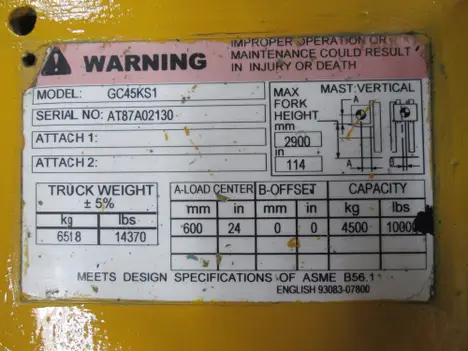 WARNING
IMPROPER OPERATION OR
MAINTENANCE COULD RESULT
IN INJURY OR DEATH
MODEL: GC45KS1
SERIAL NO: AT87A02130
ATTACH 1:
ATTACH 2:
MAX
FORK
HEIGHT
mm
2900
in
114
MAST: VERTICAL
A
A
B
TRUCK WEIGHT
± 5%
kg lbs
6518 14370
A-LOAD CENTER B-OFFSET CAPACITY
mm in mm in kg lbs
600 24 0 0 4500 10000
MEETS DESIGN SPECIFICATIONS OF ASME B56.1
ENGLISH 93083-07800